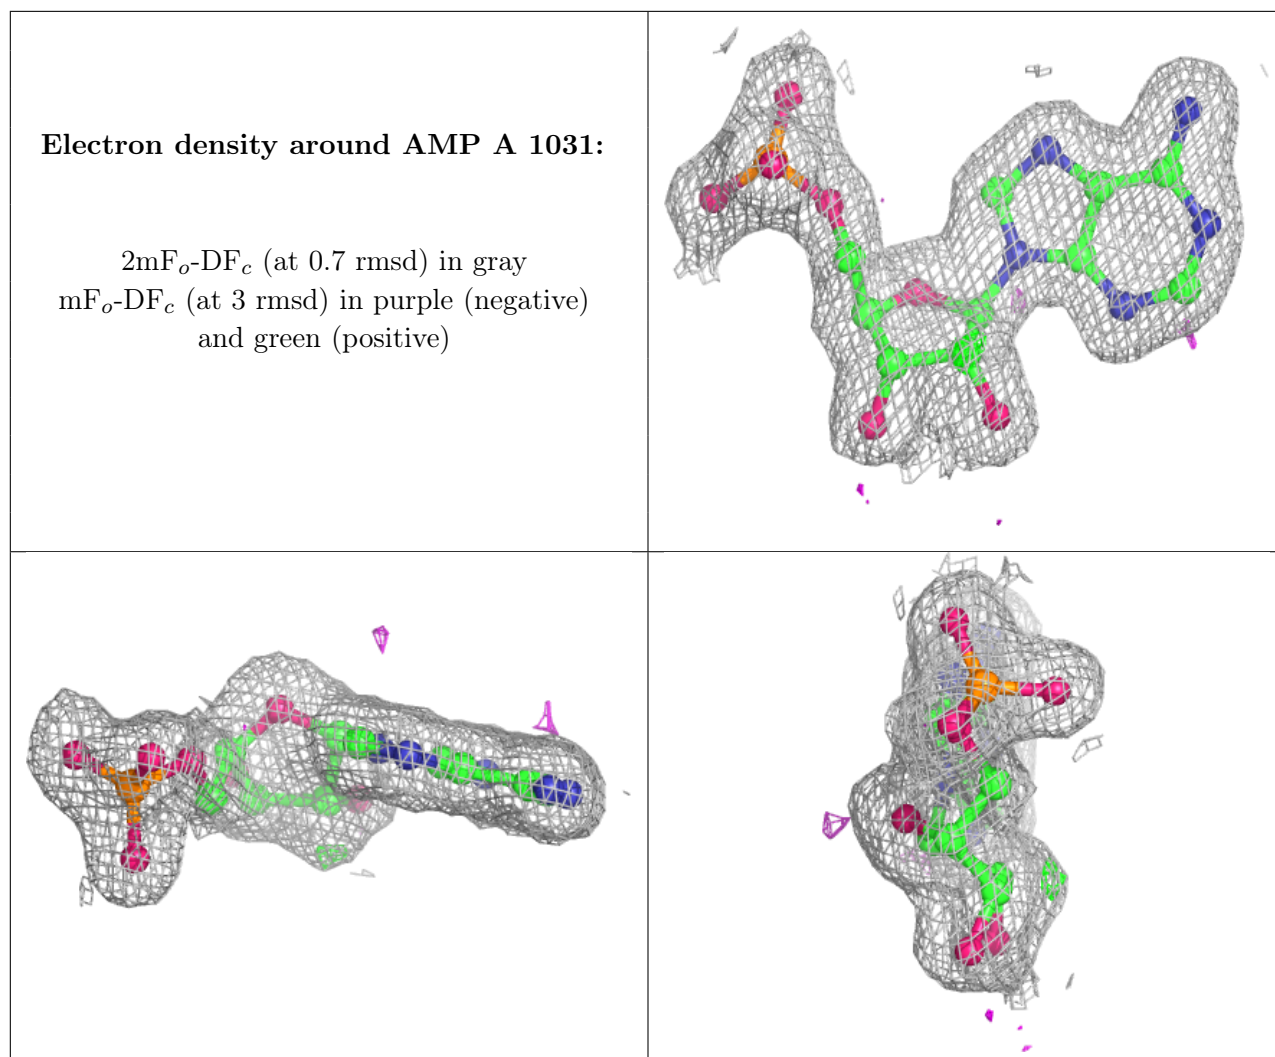 Electron density around AMP A 1031:
2mFo-DFc (at 0.7 rmsd) in gray
mFo-DFc (at 3 rmsd) in purple (negative)
and green (positive)